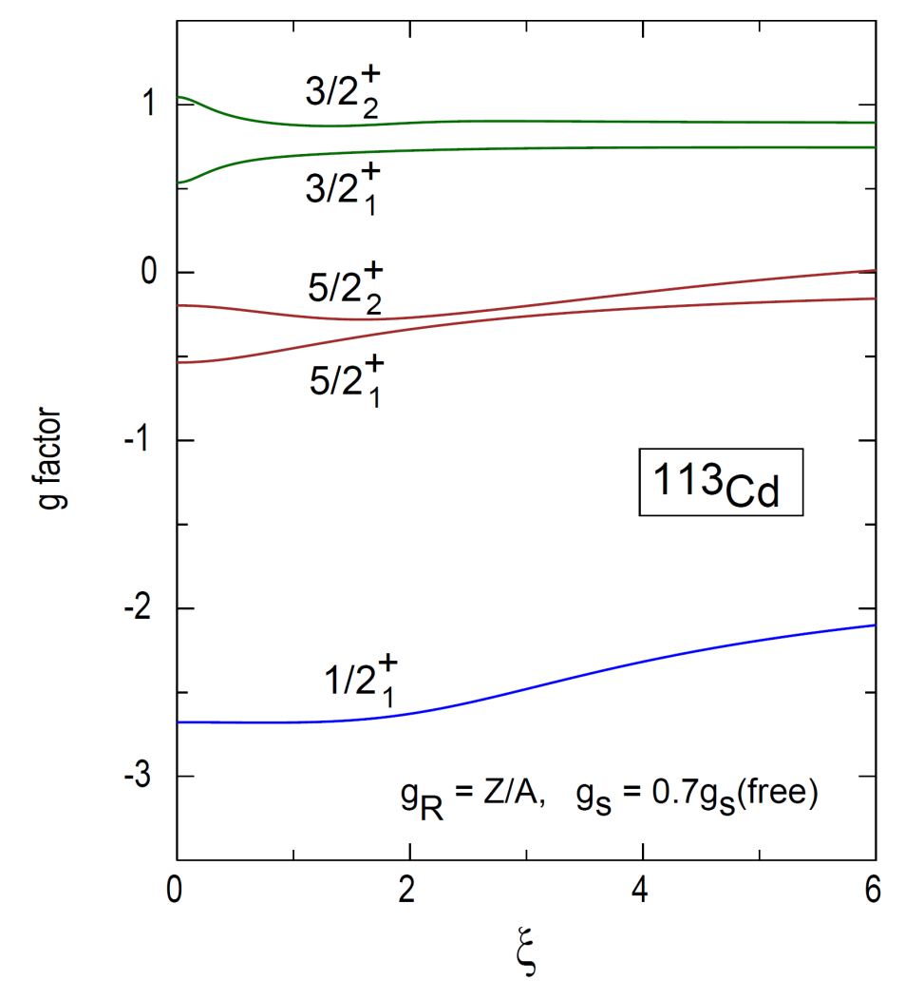 1
0
-1
-2
-3
g factor
3/2₂⁺
3/2₁⁺
5/2₂⁺
5/2₁⁺
¹¹³Cd
1/2₁⁺
g_R = Z/A, g_s = 0.7g_s(free)
0 2 4 6
ξ